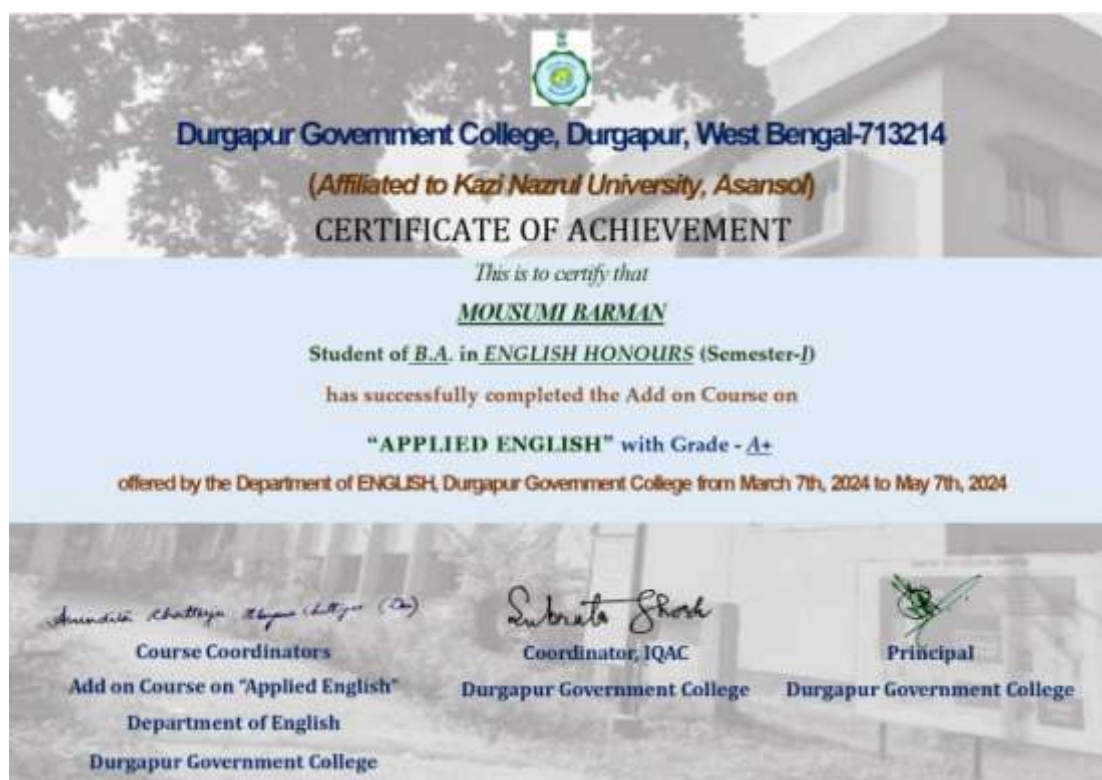 Durgapur Government College, Durgapur, West Bengal-713214
(Affiliated to Kazi Nazrul University, Asansol)
CERTIFICATE OF ACHIEVEMENT
This is to certify that
MOUSUMI BARMAN
Student of B.A. in ENGLISH HONOURS (Semester-I)
has successfully completed the Add on Course on
“APPLIED ENGLISH” with Grade - A+
offered by the Department of ENGLISH, Durgapur Government College from March 7th, 2024 to May 7th, 2024
Chatterjee
Subrata Ghosh
Course Coordinators
Add on Course on "Applied English"
Department of English
Durgapur Government College
Coordinator, IQAC
Durgapur Government College
Principal
Durgapur Government College